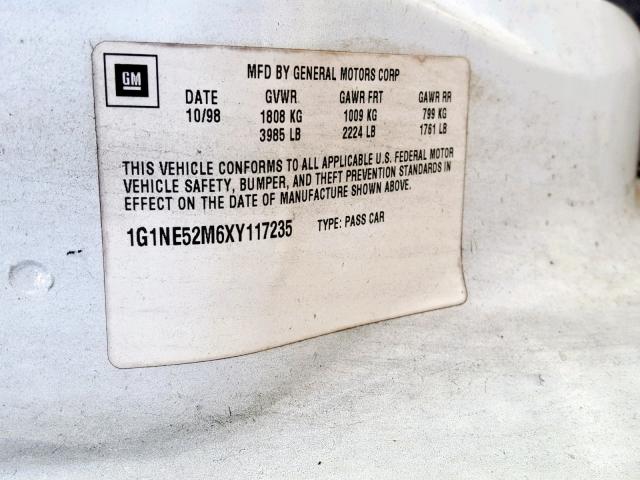 GM
MFD BY GENERAL MOTORS CORP
DATE GVWR GAWR FRT GAWR RR
10/98 1808 KG 1009 KG 799 KG
3985 LB 2224 LB 1761 LB
THIS VEHICLE CONFORMS TO ALL APPLICABLE U.S. FEDERAL MOTOR
VEHICLE SAFETY, BUMPER, AND THEFT PREVENTION STANDARDS IN
EFFECT ON THE DATE OF MANUFACTURE SHOWN ABOVE.
1G1NE52M6XY117235 TYPE: PASS CAR